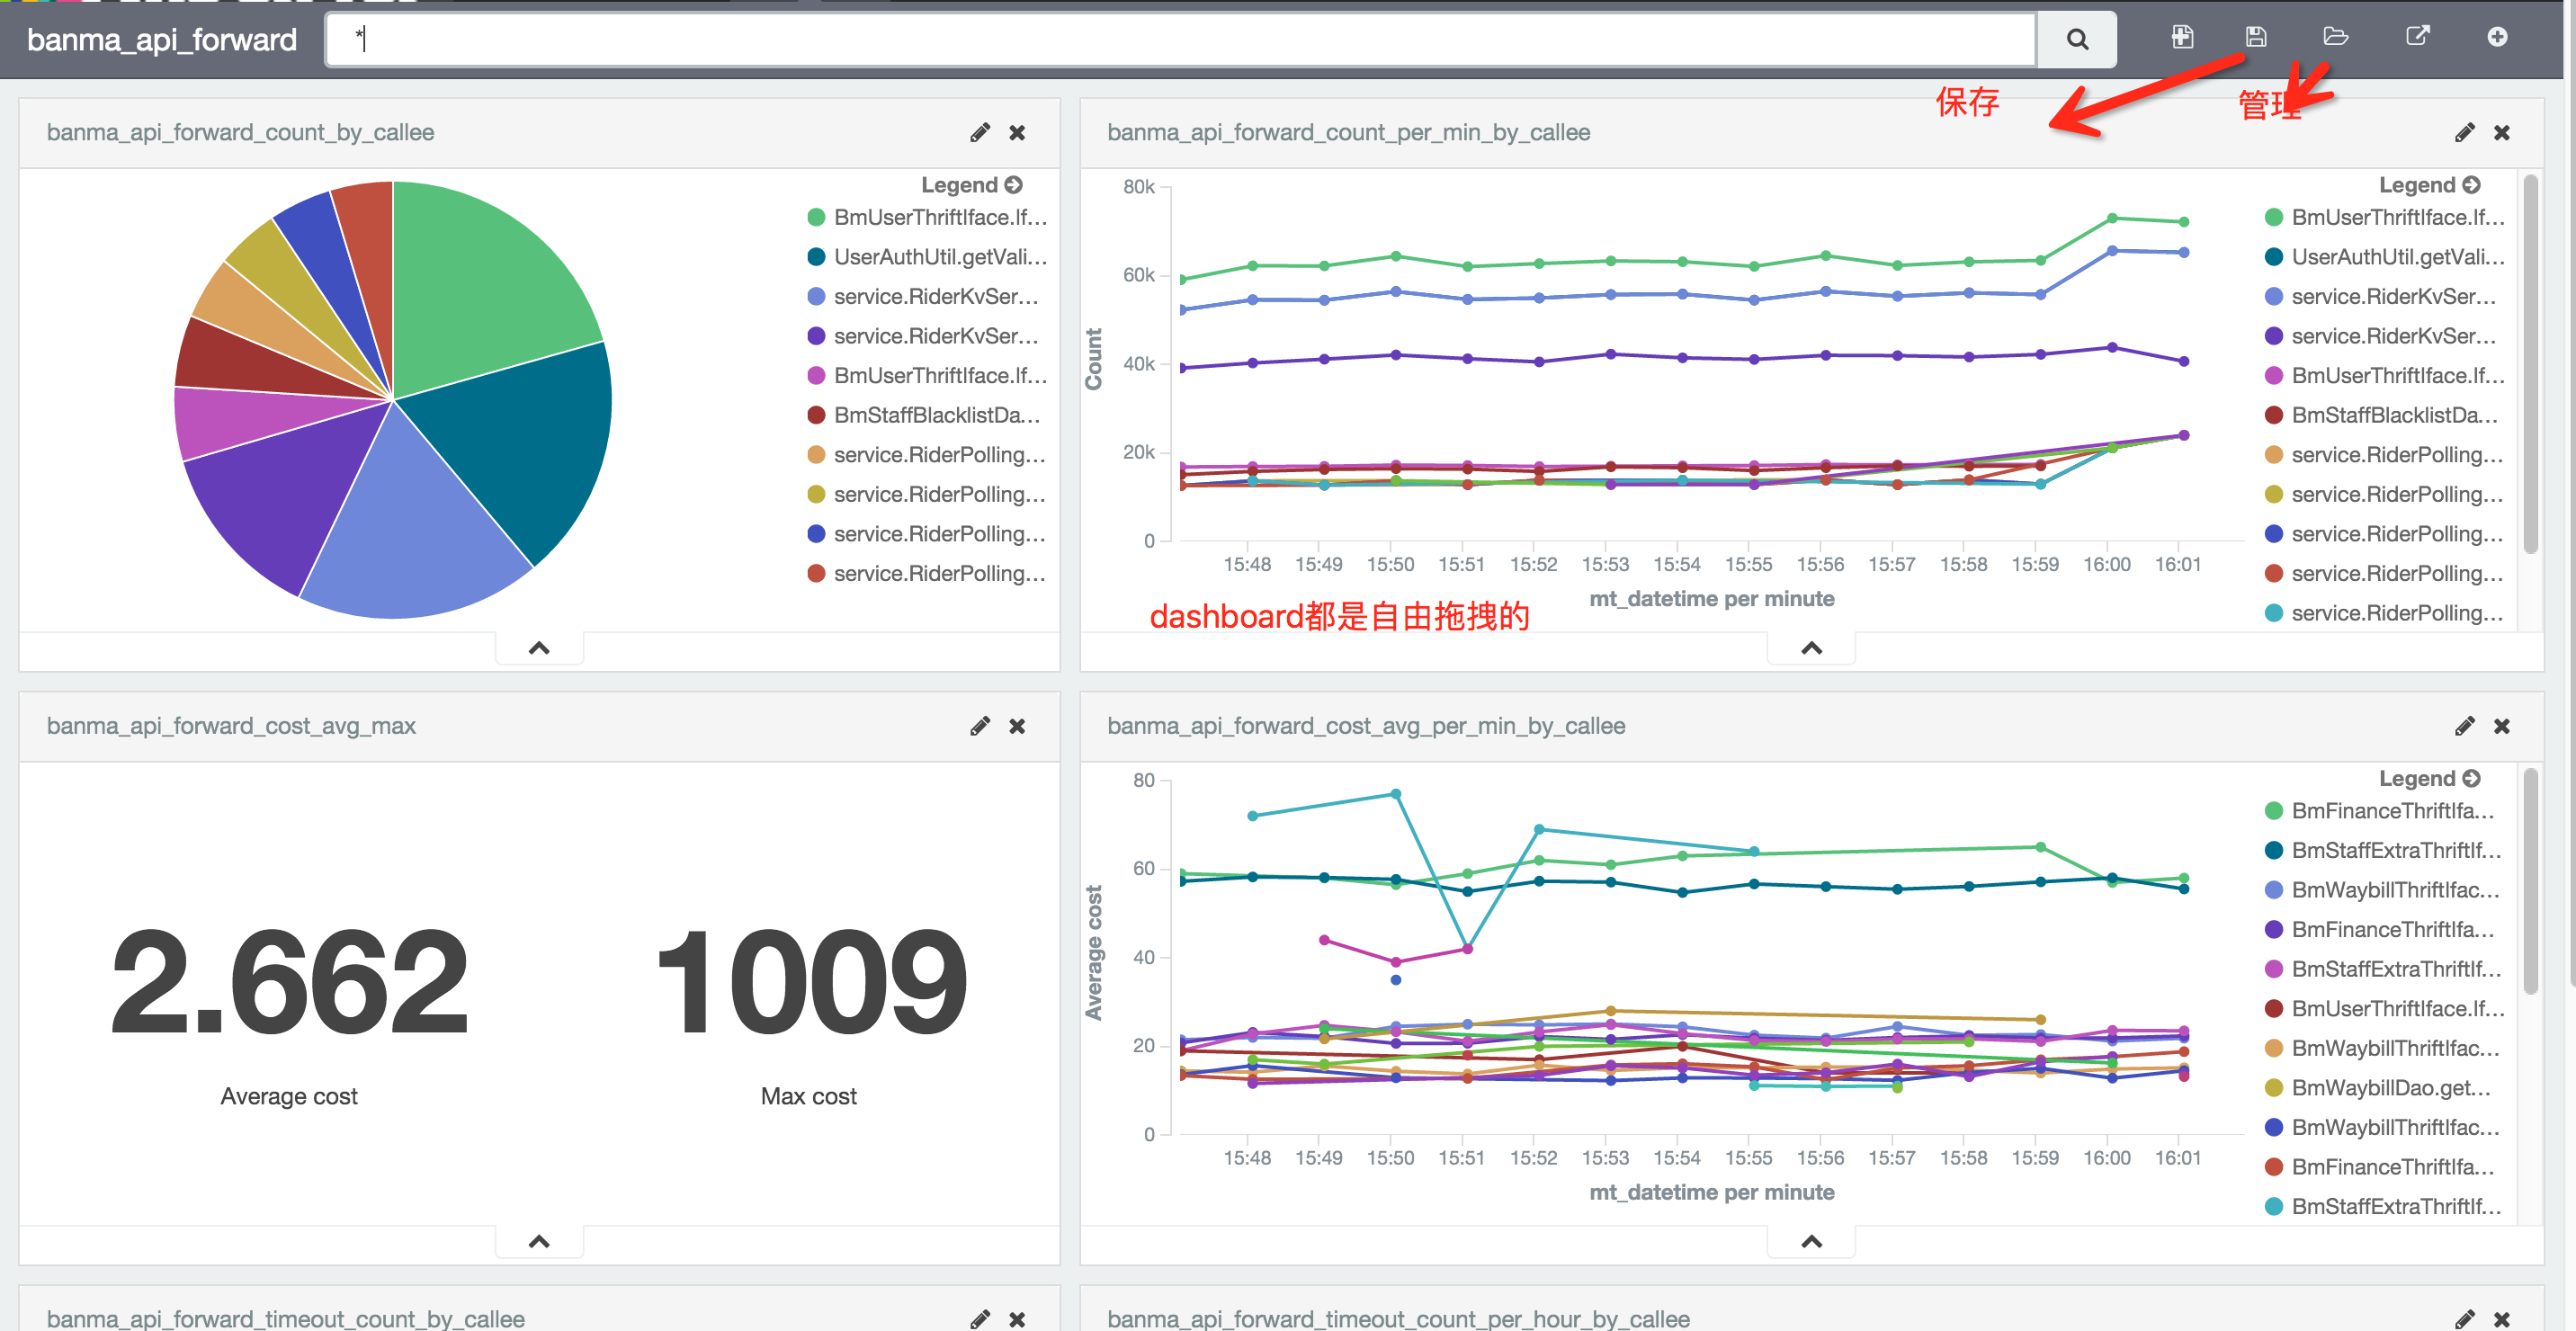 banma_api_forward
*
保存
管理
banma_api_forward_count_by_callee
Legend
BmUserThriftIface.If...
UserAuthUtil.getVali...
service.RiderKvSer...
service.RiderKvSer...
BmUserThriftIface.If...
BmStaffBlacklistDa...
service.RiderPolling...
service.RiderPolling...
service.RiderPolling...
service.RiderPolling...
banma_api_forward_count_per_min_by_callee
80k
60k
40k
20k
0
Count
15:48 15:49 15:50 15:51 15:52 15:53 15:54 15:55 15:56 15:57 15:58 15:59 16:00 16:01
mt_datetime per minute
dashboard都是自由拖拽的
Legend
BmUserThriftIface.If...
UserAuthUtil.getVali...
service.RiderKvSer...
service.RiderKvSer...
BmUserThriftIface.If...
BmStaffBlacklistDa...
service.RiderPolling...
service.RiderPolling...
service.RiderPolling...
service.RiderPolling...
service.RiderPolling...
banma_api_forward_cost_avg_max
2.662
Average cost
1009
Max cost
banma_api_forward_cost_avg_per_min_by_callee
80
60
40
20
0
Average cost
15:48 15:49 15:50 15:51 15:52 15:53 15:54 15:55 15:56 15:57 15:58 15:59 16:00 16:01
mt_datetime per minute
Legend
BmFinanceThriftIfa...
BmStaffExtraThriftIf...
BmWaybillThriftIfac...
BmFinanceThriftIfa...
BmStaffExtraThriftIf...
BmUserThriftIface.If...
BmWaybillThriftIfac...
BmWaybillDao.get...
BmWaybillThriftIfac...
BmFinanceThriftIfa...
BmStaffExtraThriftIf...
banma_api_forward_timeout_count_by_callee
banma_api_forward_timeout_count_per_hour_by_callee